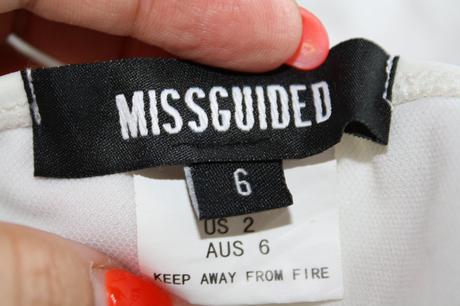 MISSGUIDED
6
US 2
AUS 6
KEEP AWAY FROM FIRE